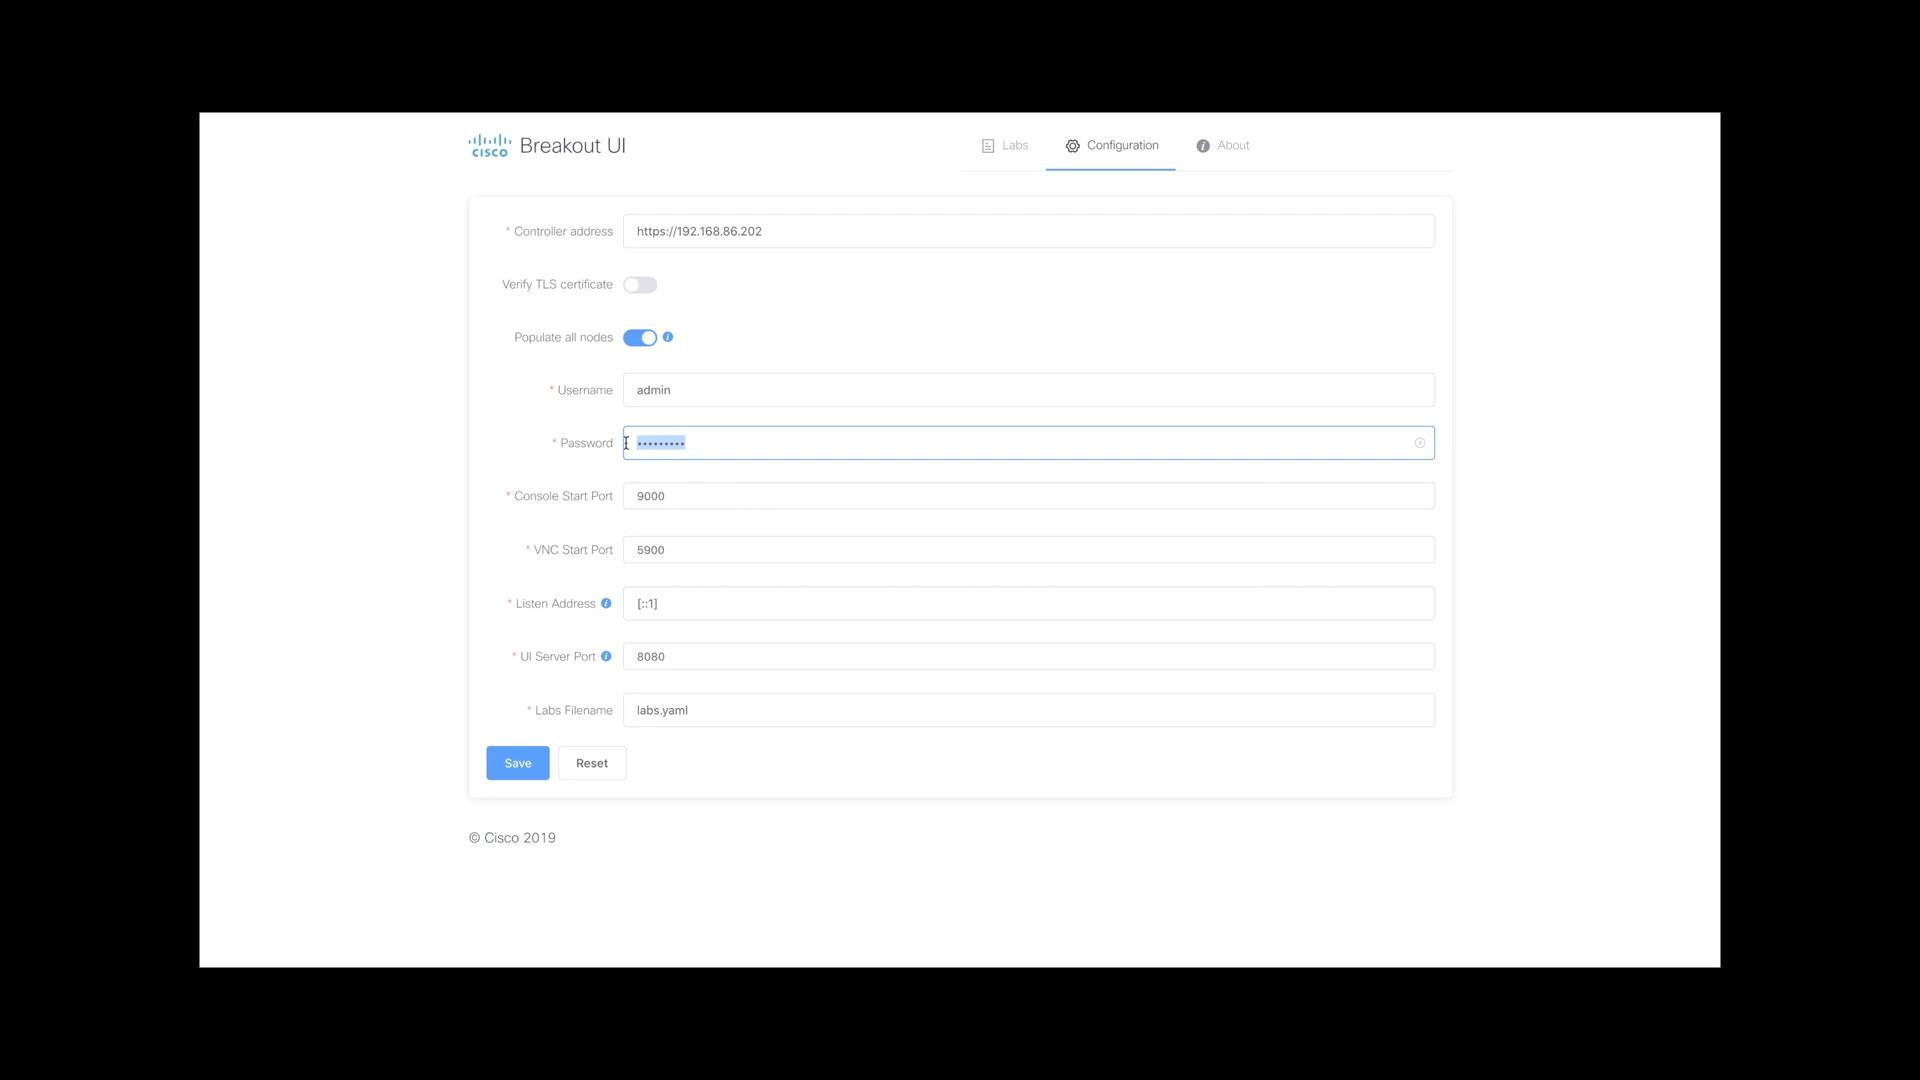 CISCO Breakout UI
Labs
Configuration
About
* Controller address https://192.168.86.202
Verify TLS certificate
Populate all nodes
* Username admin
* Password •••••••••
* Console Start Port 9000
* VNC Start Port 5900
* Listen Address [::1]
* UI Server Port 8080
* Labs Filename labs.yaml
Save Reset
© Cisco 2019